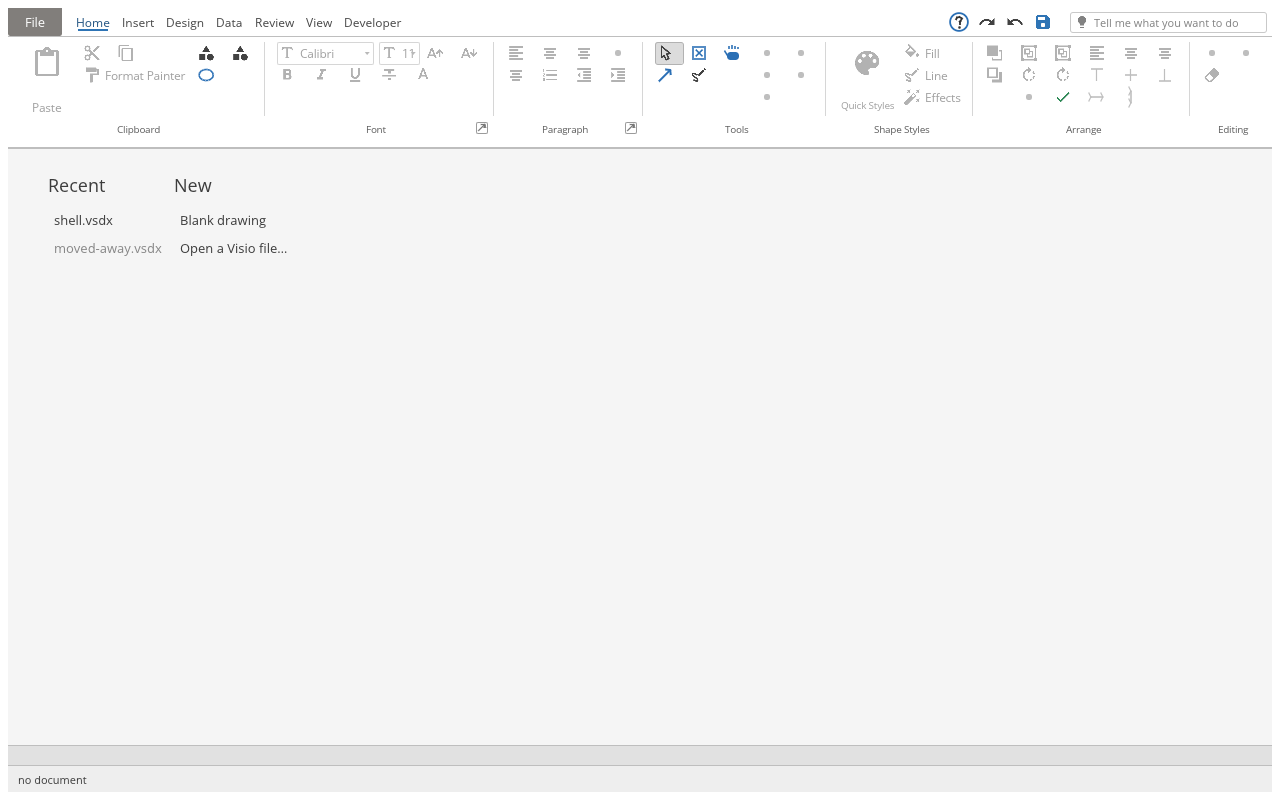 File Home Insert Design Data Review View Developer Tell me what you want to do
Calibri 11
Format Painter Fill
Line
Paste Quick Styles Effects
Clipboard Font Paragraph Tools Shape Styles Arrange Editing
Recent New
shell.vsdx Blank drawing
moved-away.vsdx Open a Visio file...
no document